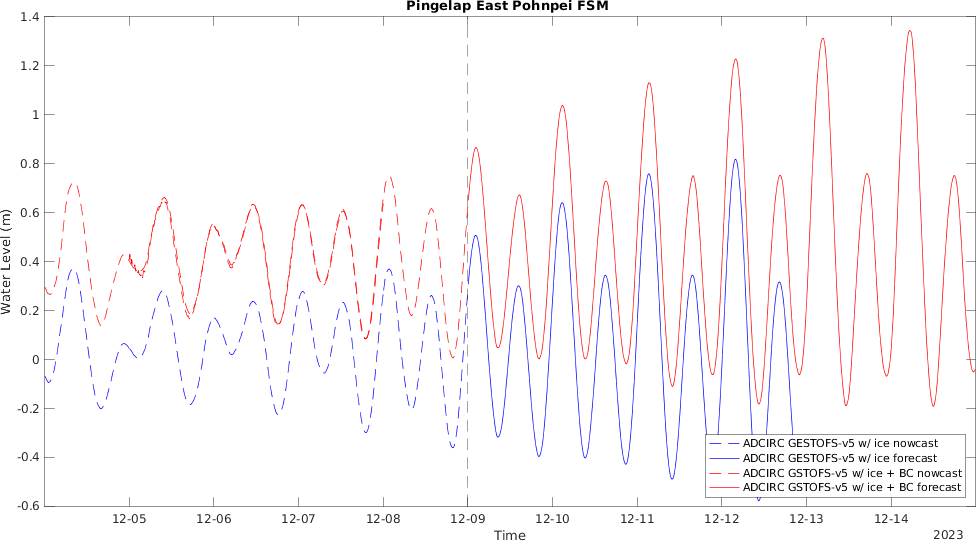 Pingelap East Pohnpei FSM
1.4
1.2
1
0.8
0.6
0.4
0.2
0
-0.2
-0.4
-0.6
Water Level (m)
ADCIRC GESTOFS-v5 w/ ice nowcast
ADCIRC GESTOFS-v5 w/ ice forecast
ADCIRC GSTOFS-v5 w/ ice + BC nowcast
ADCIRC GSTOFS-v5 w/ ice + BC forecast
12-05 12-06 12-07 12-08 12-09 12-10 12-11 12-12 12-13 12-14
Time
2023